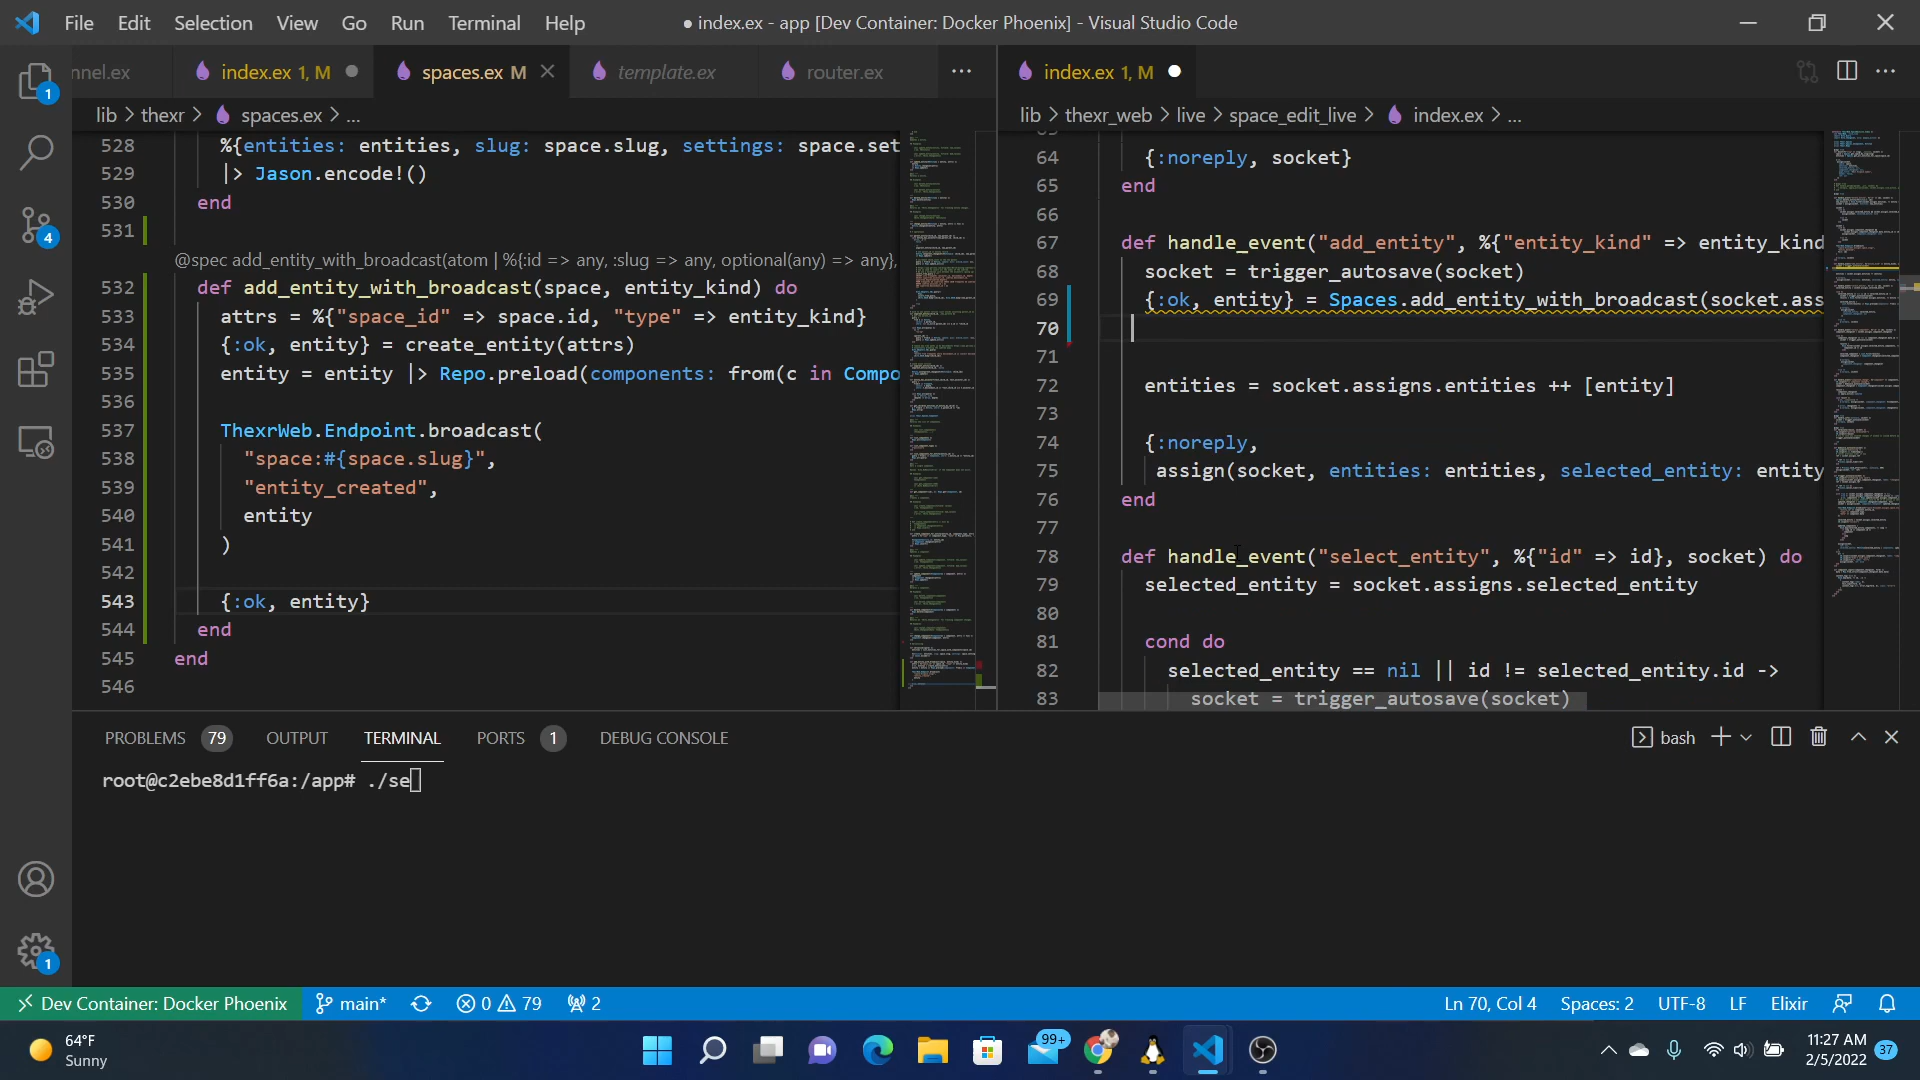 File Edit Selection View Go Run Terminal Help
● index.ex - app [Dev Container: Docker Phoenix] - Visual Studio Code
nnel.ex index.ex 1, M spaces.ex M template.ex router.ex
lib > thexr > spaces.ex > ...
528 %{entities: entities, slug: space.slug, settings: space.set
529 |> Jason.encode!()
530 end
531
@spec add_entity_with_broadcast(atom | %{:id => any, :slug => any, optional(any) => any},
532 def add_entity_with_broadcast(space, entity_kind) do
533 attrs = %{"space_id" => space.id, "type" => entity_kind}
534 {:ok, entity} = create_entity(attrs)
535 entity = entity |> Repo.preload(components: from(c in Compo
536
537 ThexrWeb.Endpoint.broadcast(
538 "space:#{space.slug}",
539 "entity_created",
540 entity
541 )
542
543 {:ok, entity}
544 end
545 end
546
index.ex 1, M
lib > thexr_web > live > space_edit_live > index.ex > ...
63
64 {:noreply, socket}
65 end
66
67 def handle_event("add_entity", %{"entity_kind" => entity_kind
68 socket = trigger_autosave(socket)
69 {:ok, entity} = Spaces.add_entity_with_broadcast(socket.ass
70
71
72 entities = socket.assigns.entities ++ [entity]
73
74 {:noreply,
75 assign(socket, entities: entities, selected_entity: entity
76 end
77
78 def handle_event("select_entity", %{"id" => id}, socket) do
79 selected_entity = socket.assigns.selected_entity
80
81 cond do
82 selected_entity == nil || id != selected_entity.id ->
83 socket = trigger_autosave(socket)
PROBLEMS 79 OUTPUT TERMINAL PORTS 1 DEBUG CONSOLE
bash
root@c2ebe8d1ff6a:/app# ./se
1
4
1
Dev Container: Docker Phoenix main* 0 79 2
Ln 70, Col 4 Spaces: 2 UTF-8 LF Elixir
64°F
Sunny
99+
11:27 AM
2/5/2022
37